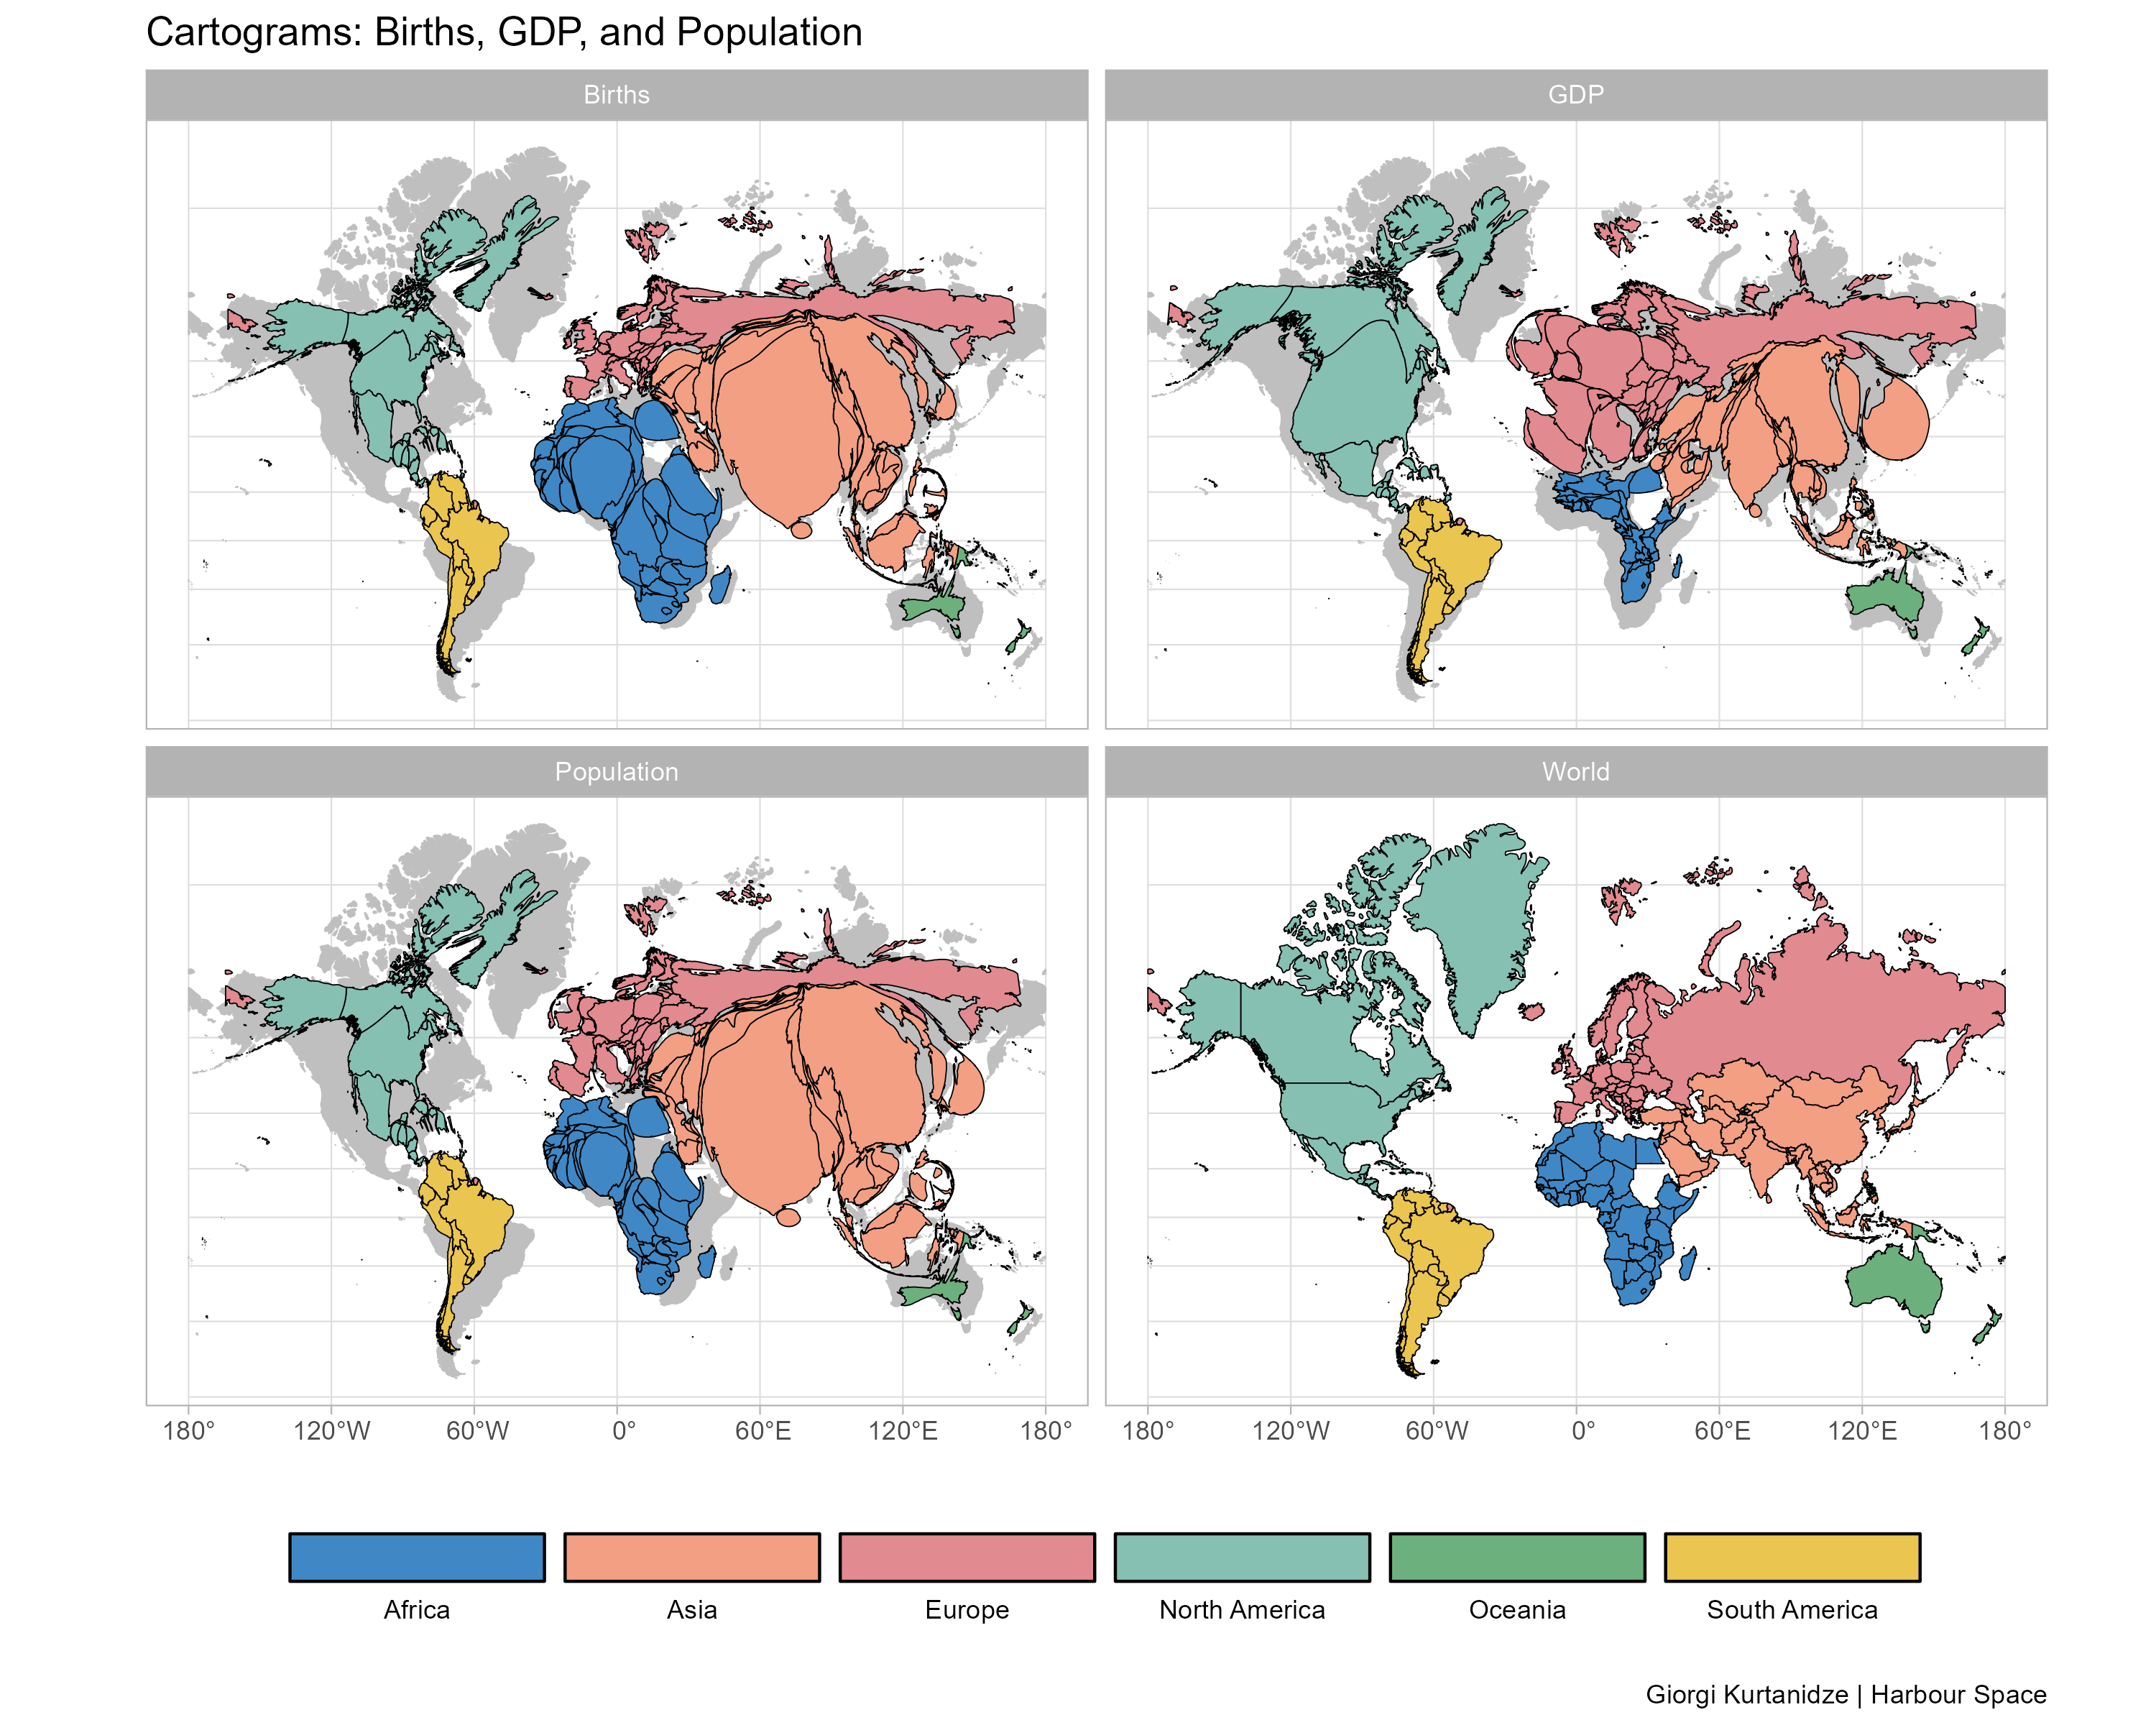 Cartograms: Births, GDP, and Population
Births
GDP
Population
World
180° 120°W 60°W 0° 60°E 120°E 180°
180° 120°W 60°W 0° 60°E 120°E 180°
Africa
Asia
Europe
North America
Oceania
South America
Giorgi Kurtanidze | Harbour Space